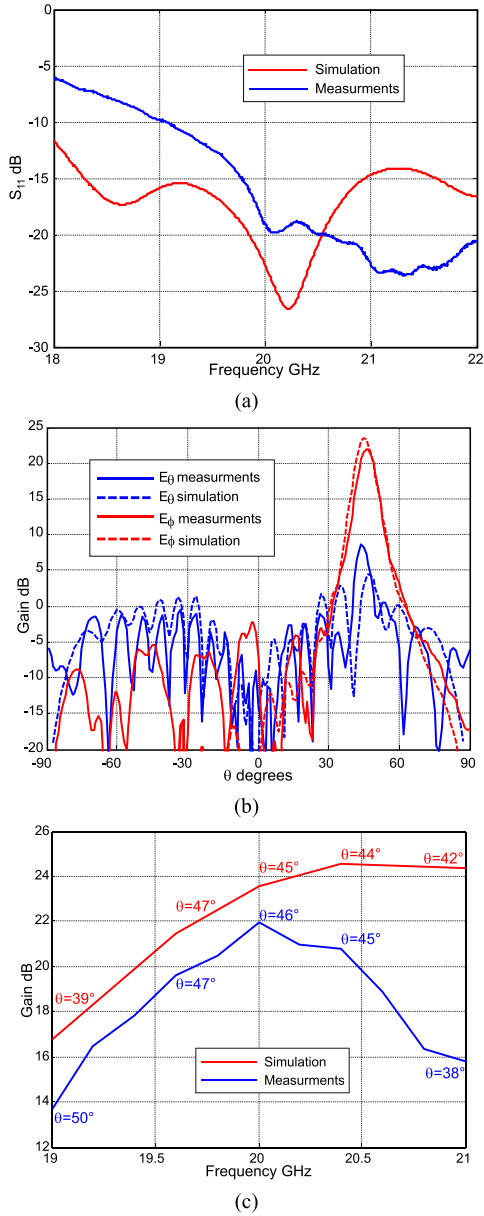 0
-5
-10
-15
-20
-25
-30
S11 dB
Simulation
Measurments
18
19
20
21
22
Frequency GHz
(a)
25
20
15
10
5
0
-5
-10
-15
-20
Gain dB
Eθ measurments
Eθ simulation
Eϕ measurments
Eϕ simulation
-90
-60
-30
0
30
60
90
θ degrees
(b)
26
24
22
20
18
16
14
12
Gain dB
θ=39°
θ=47°
θ=45°
θ=44°
θ=42°
θ=50°
θ=47°
θ=46°
θ=45°
θ=38°
Simulation
Measurments
19
19.5
20
20.5
21
Frequency GHz
(c)